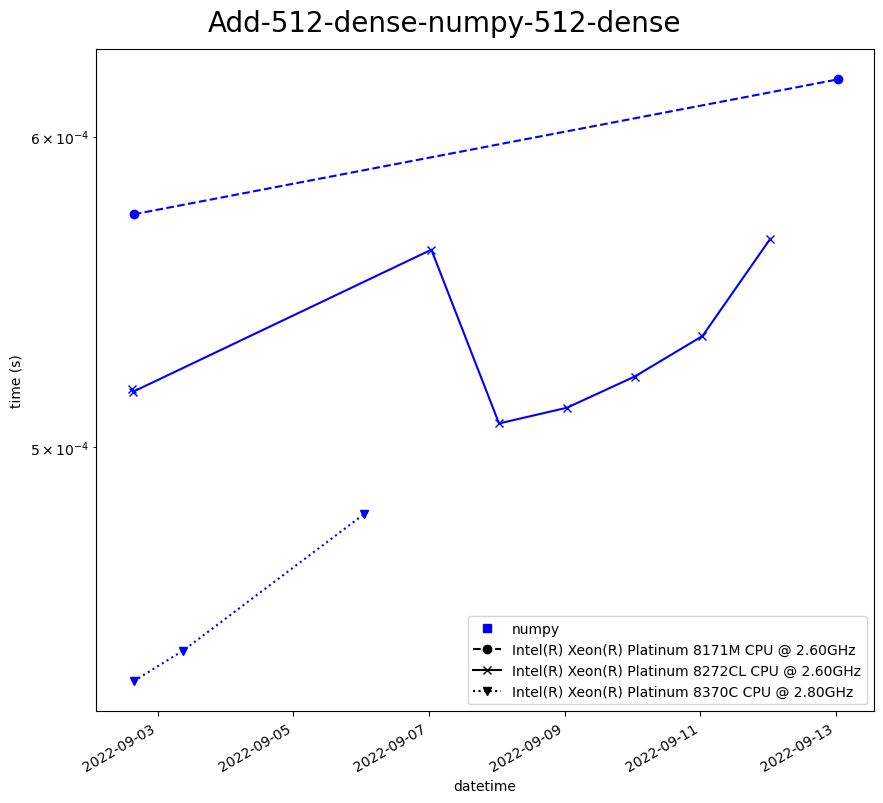 Add-512-dense-numpy-512-dense
time (s)
6 × 10⁻⁴
5 × 10⁻⁴
numpy
Intel(R) Xeon(R) Platinum 8171M CPU @ 2.60GHz
Intel(R) Xeon(R) Platinum 8272CL CPU @ 2.60GHz
Intel(R) Xeon(R) Platinum 8370C CPU @ 2.80GHz
2022-09-03
2022-09-05
2022-09-07
2022-09-09
2022-09-11
2022-09-13
datetime